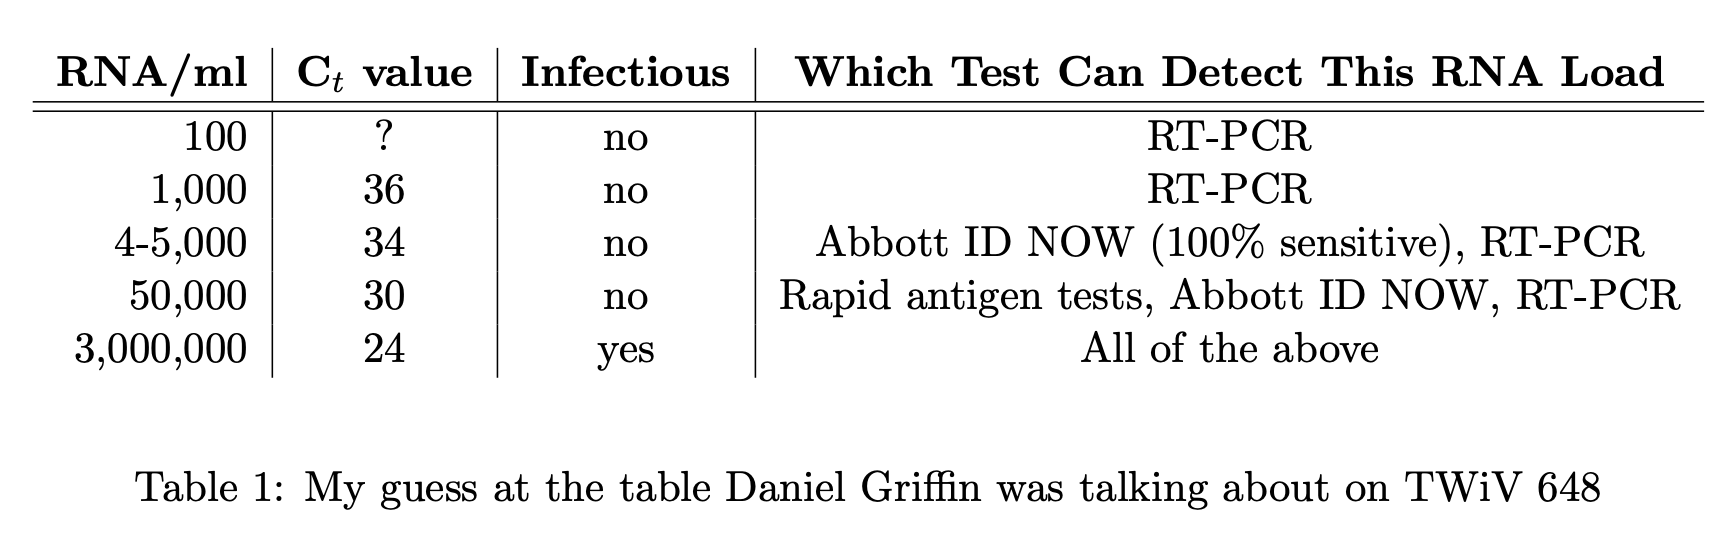 RNA/ml C_t value Infectious Which Test Can Detect This RNA Load
100 ? no RT-PCR
1,000 36 no RT-PCR
4-5,000 34 no Abbott ID NOW (100% sensitive), RT-PCR
50,000 30 no Rapid antigen tests, Abbott ID NOW, RT-PCR
3,000,000 24 yes All of the above
Table 1: My guess at the table Daniel Griffin was talking about on TWiV 648